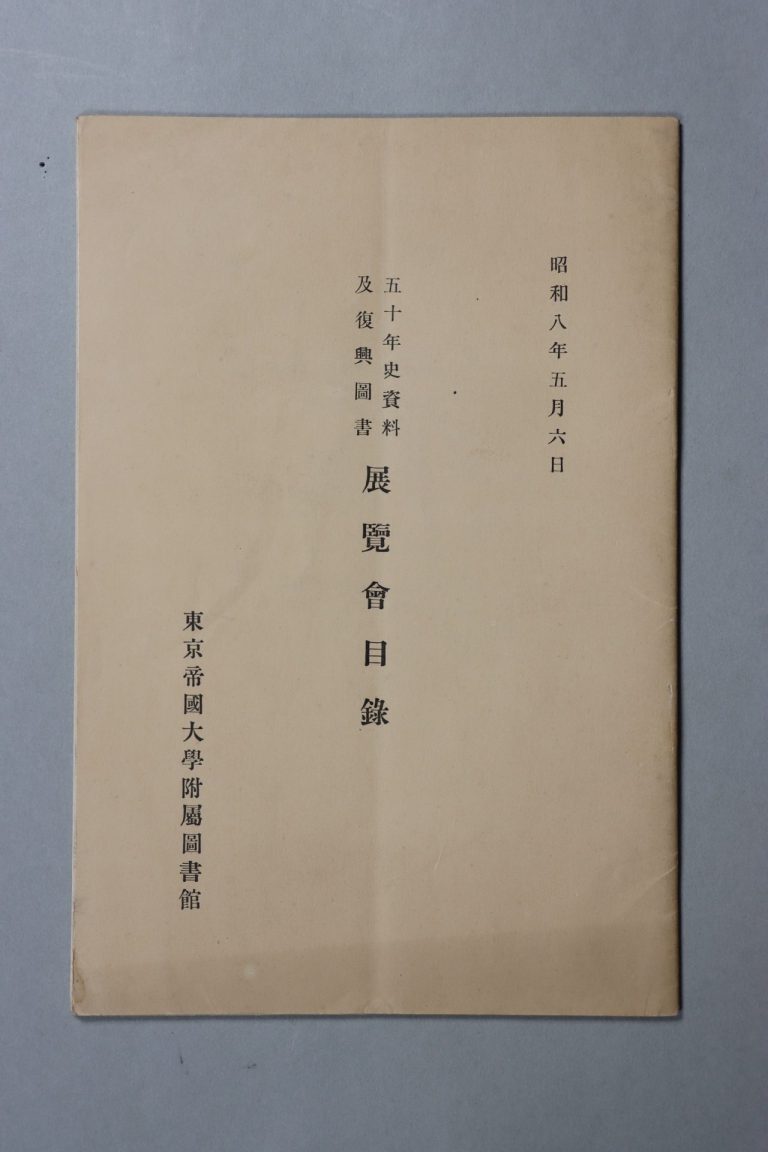 昭和八年五月六日
五十年史資料
及復興圖書
展覽會目錄
東京帝國大學附屬圖書館